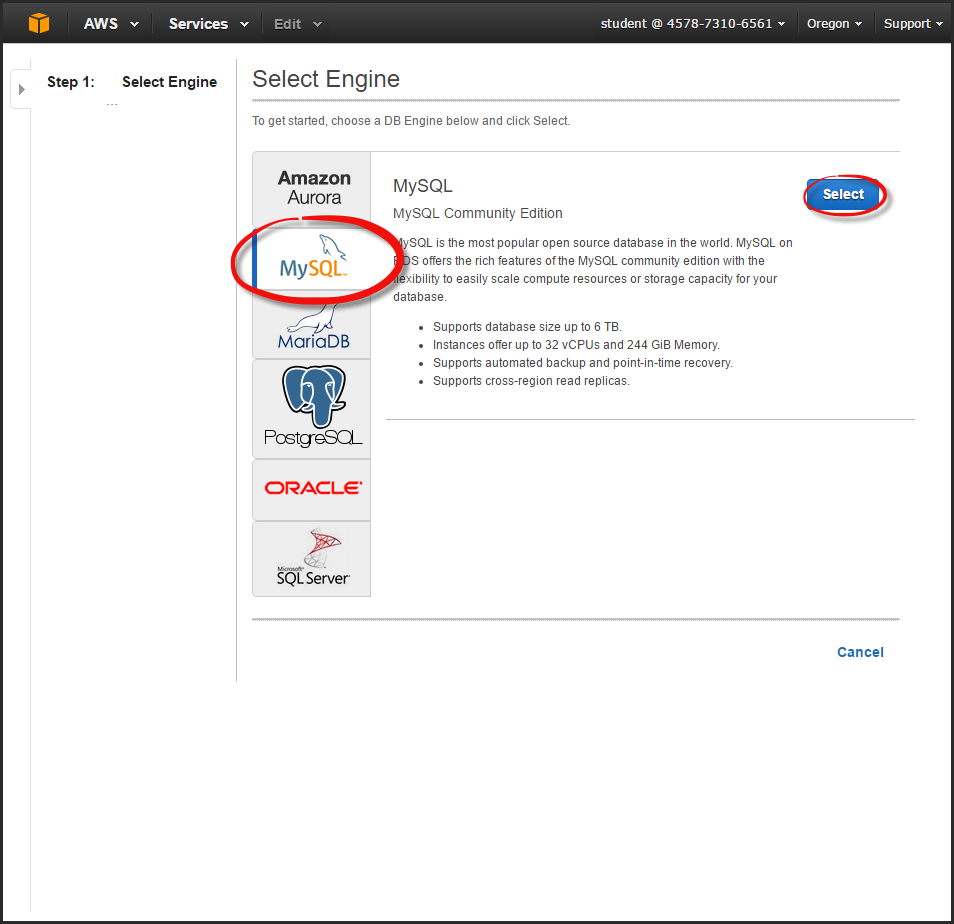 AWS Services Edit student @ 4578-7310-6561 Oregon Support
Step 1: Select Engine
...
Select Engine
To get started, choose a DB Engine below and click Select.
Amazon
Aurora
MySQL
MariaDB
PostgreSQL
ORACLE
Microsoft
SQL Server
MySQL
Select
MySQL Community Edition
MySQL is the most popular open source database in the world. MySQL on
offers the rich features of the MySQL community edition with the
flexibility to easily scale compute resources or storage capacity for your
database.
• Supports database size up to 6 TB.
• Instances offer up to 32 vCPUs and 244 GiB Memory.
• Supports automated backup and point-in-time recovery.
• Supports cross-region read replicas.
Cancel